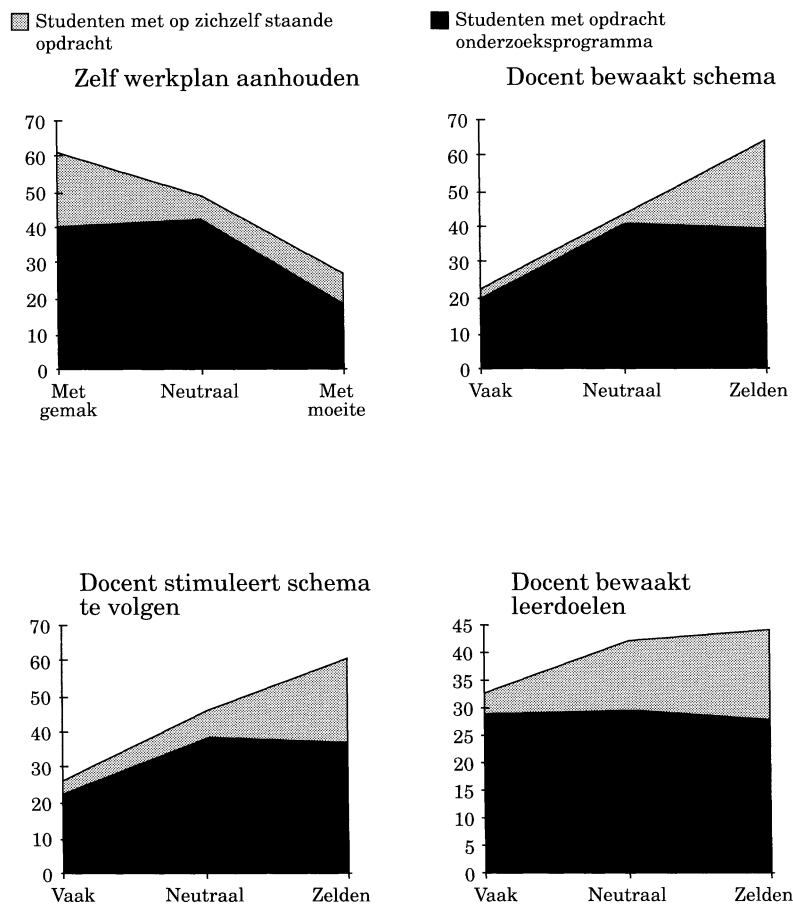 Studenten met op zichzelf staande
opdracht
Studenten met opdracht
onderzoeksprogramma
Zelf werkplan aanhouden
70
60
50
40
30
20
10
0
Met
gemak
Neutraal
Met
moeite
Docent bewaakt schema
70
60
50
40
30
20
10
0
Vaak
Neutraal
Zelden
Docent stimuleert schema
te volgen
70
60
50
40
30
20
10
0
Vaak
Neutraal
Zelden
Docent bewaakt
leerdoelen
45
40
35
30
25
20
15
10
5
0
Vaak
Neutraal
Zelden